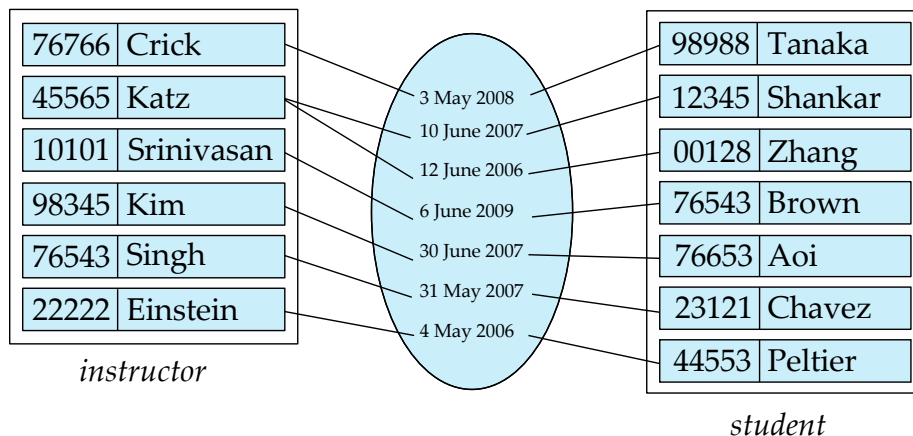 76766 Crick
45565 Katz
10101 Srinivasan
98345 Kim
76543 Singh
22222 Einstein
instructor
3 May 2008
10 June 2007
12 June 2006
6 June 2009
30 June 2007
31 May 2007
4 May 2006
98988 Tanaka
12345 Shankar
00128 Zhang
76543 Brown
76653 Aoi
23121 Chavez
44553 Peltier
student